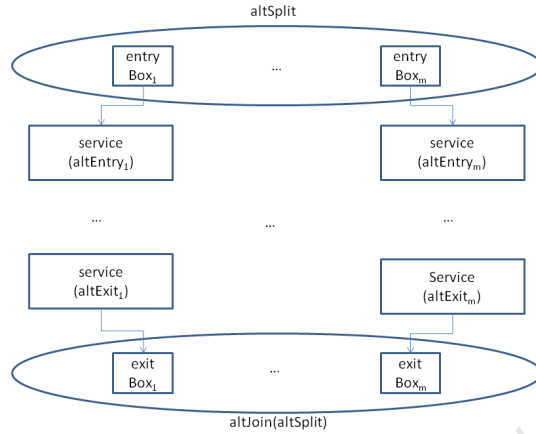 altSplit
entry
Box₁
...
entry
Boxₘ
service
(altEntry₁)
service
(altEntryₘ)
...
...
...
service
(altExit₁)
Service
(altExitₘ)
exit
Box₁
...
exit
Boxₘ
altJoin(altSplit)